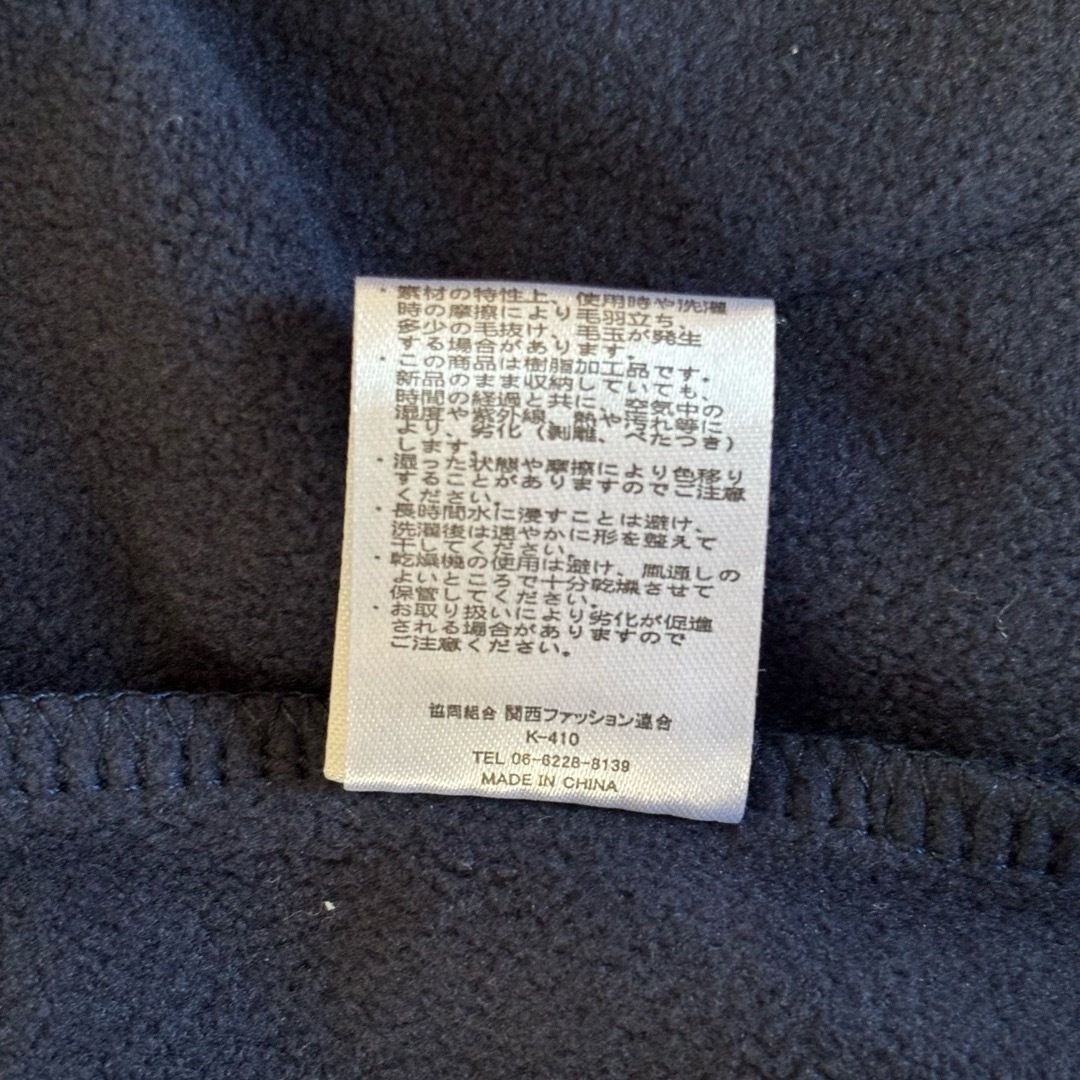 ・素材の特性上、使用時や洗濯
時の摩擦により毛羽立ち、
多少の毛抜け、毛玉が発生
する場合があります。
・この商品は樹脂加工品です。
新品のまま収納していても、
時間の経過と共に、空気中の
湿度や紫外線、熱や汚れ等に
より、劣化(剥離、べたつき)
します。
・湿った状態や摩擦により色移り
することがありますのでご注意
ください。
・長時間水に浸すことは避け、
洗濯後は速やかに形を整えて
干してください。
・乾燥機の使用は避け、風通しの
よいところで十分乾燥させて
保管してください。
・お取り扱いにより劣化が促進
される場合がありますので
ご注意ください。
協同組合 関西ファッション連合
K-410
TEL 06-6228-8139
MADE IN CHINA